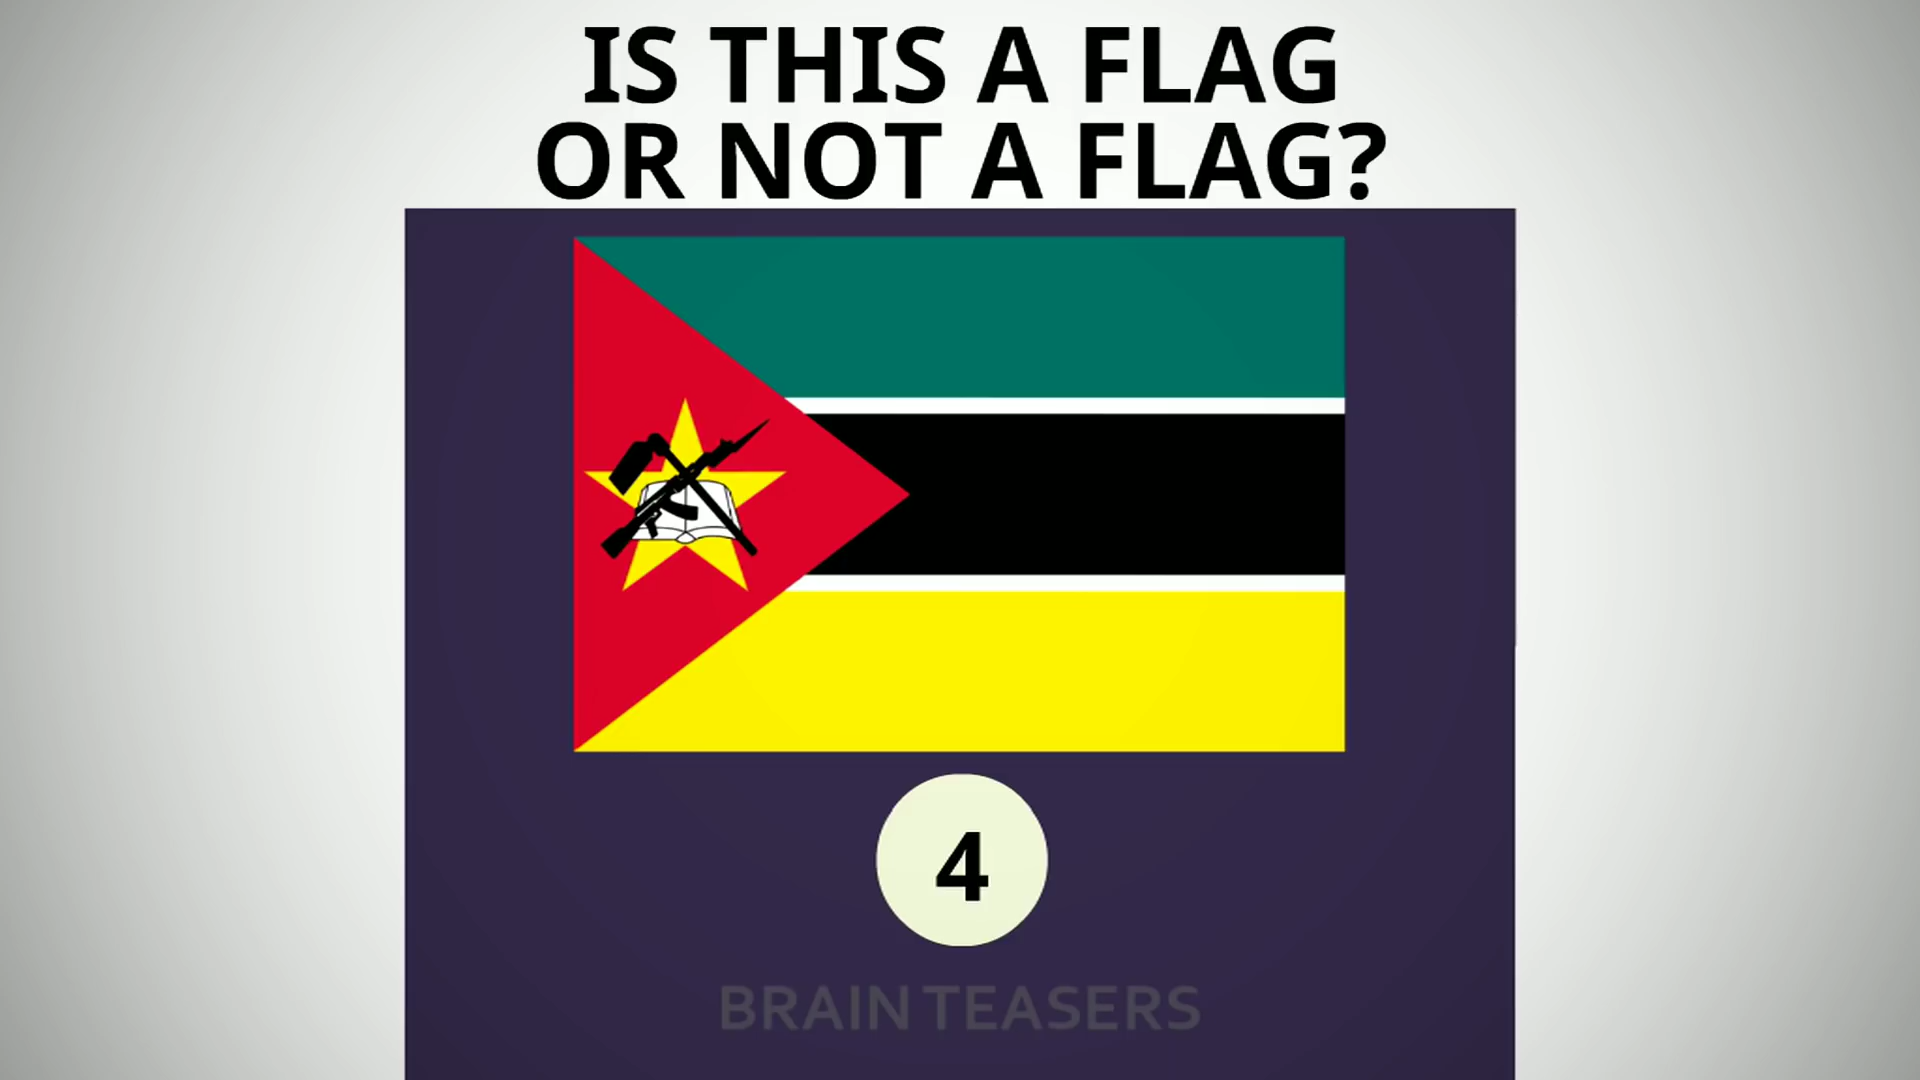 IS THIS A FLAG
OR NOT A FLAG?
4
BRAIN TEASERS